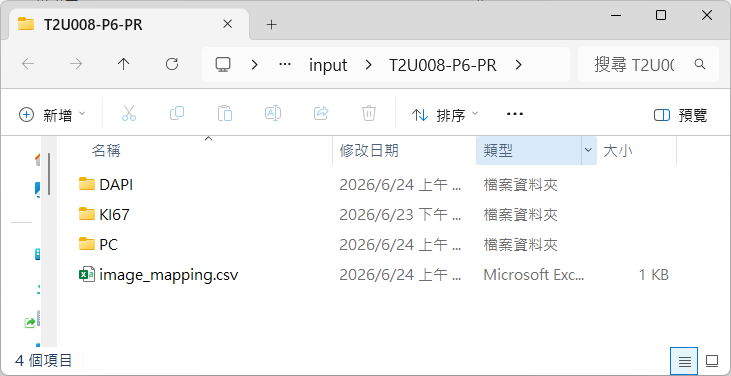 T2U008-P6-PR
input T2U008-P6-PR 搜尋 T2U00
新增 排序 預覽
名稱 修改日期 類型 大小
DAPI 2026/6/24 上午 ... 檔案資料夾
KI67 2026/6/23 下午 ... 檔案資料夾
PC 2026/6/24 上午 ... 檔案資料夾
image_mapping.csv 2026/6/24 上午 ... Microsoft Exc... 1 KB
4 個項目